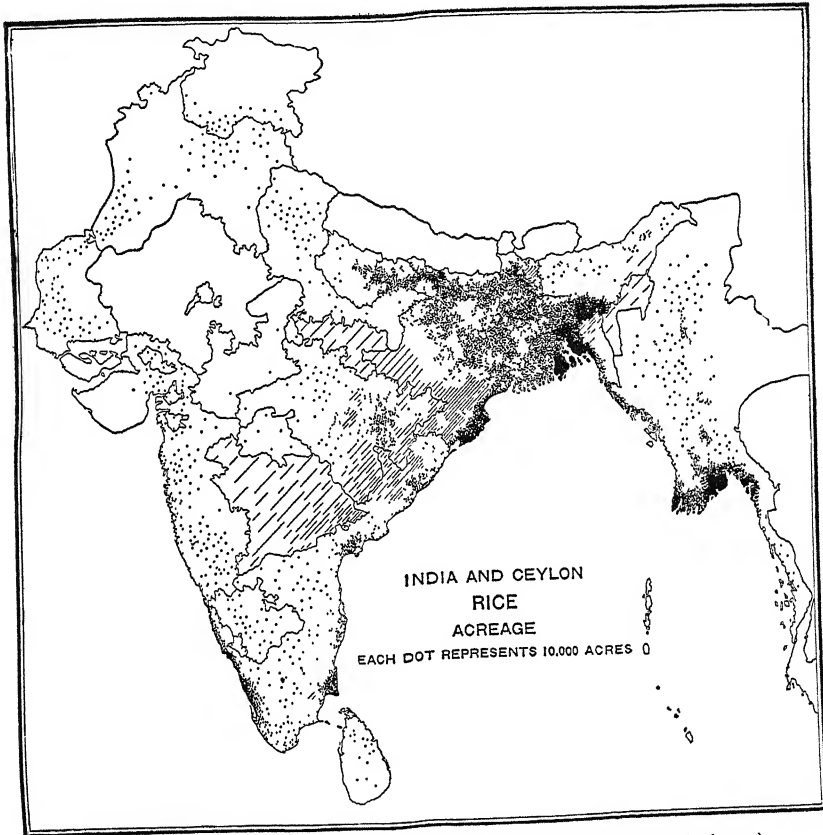 INDIA AND CEYLON
RICE
ACREAGE
EACH DOT REPRESENTS 10.000 ACRES